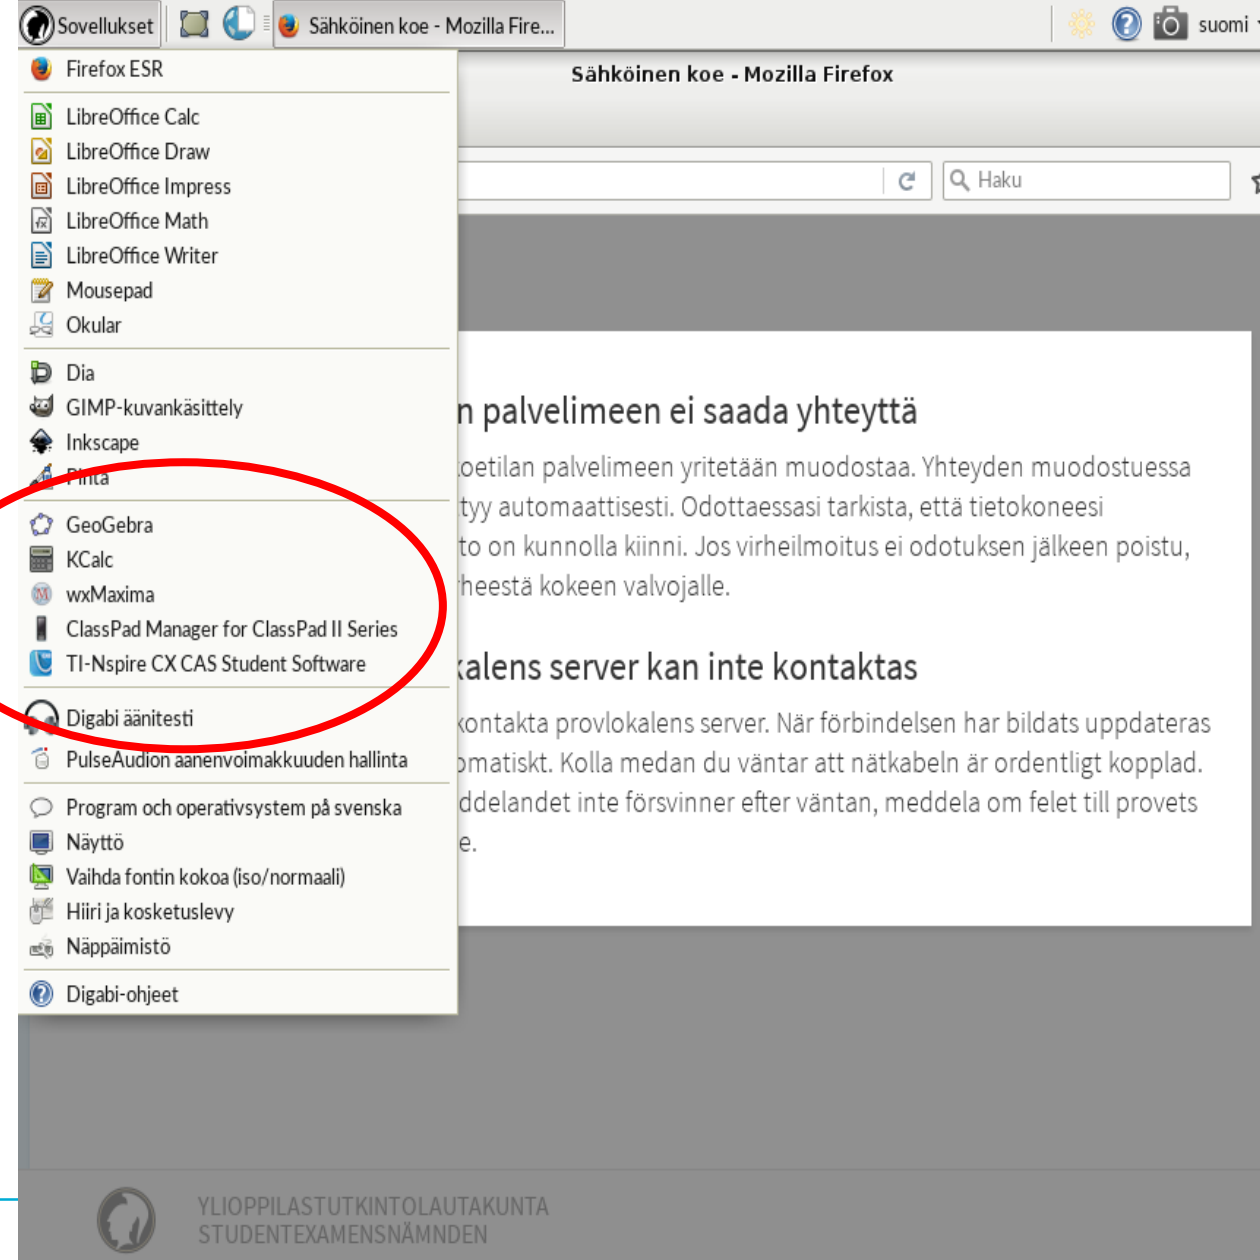 Sovellukset
Sähköinen koe - Mozilla Fire...
suomi
Firefox ESR
LibreOffice Calc
LibreOffice Draw
LibreOffice Impress
LibreOffice Math
LibreOffice Writer
Mousepad
Okular
Dia
GIMP-kuvankäsittely
Inkscape
Pinta
GeoGebra
KCalc
wxMaxima
ClassPad Manager for ClassPad II Series
TI-Nspire CX CAS Student Software
Digabi äänitesti
PulseAudion äänenvoimakkuuden hallinta
Program och operativsystem på svenska
Näyttö
Vaihda fontin kokoa (iso/normaali)
Hiiri ja kosketuslevy
Näppäimistö
Digabi-ohjeet
Sähköinen koe - Mozilla Firefox
Haku
n palvelimeen ei saada yhteyttä
koetilan palvelimeen yritetään muodostaa. Yhteyden muodostuessa
tyy automaattisesti. Odottaessasi tarkista, että tietokoneesi
to on kunnolla kiinni. Jos virheilmoitus ei odotuksen jälkeen poistu,
rheestä kokeen valvojalle.
kalens server kan inte kontaktas
kontakta provlokalens server. När förbindelsen har bildats uppdateras
omatiskt. Kolla medan du väntar att nätkabeln är ordentligt kopplad.
ddelandet inte försvinner efter väntan, meddela om felet till provets
e.
YLIOPPILASTUTKINTOLAUTAKUNTA
STUDENTEXAMENSNÄMNDEN